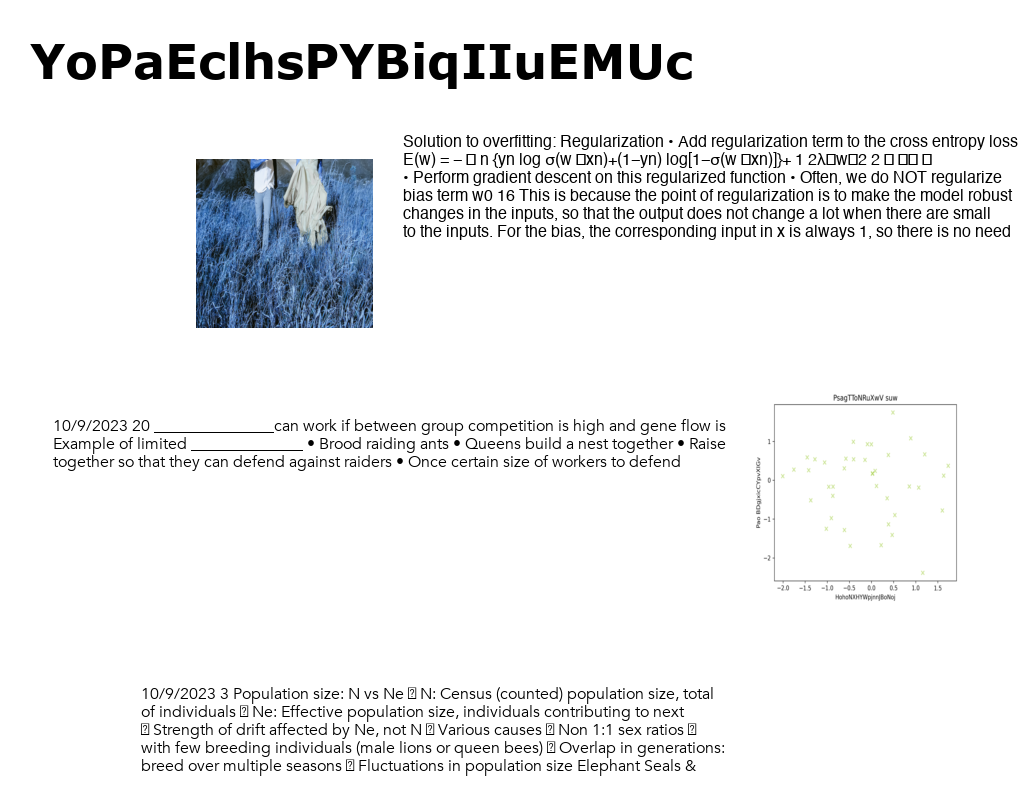 YoPaEclhsPYBiqIIuEMUc
Solution to overfitting: Regularization • Add regularization term to the cross entropy loss
E(w) = – □ n {yn log σ(w □xn)+(1−yn) log[1−σ(w □xn)]}+ 1 2λ□w□2 2 □ □□ □
• Perform gradient descent on this regularized function • Often, we do NOT regularize
bias term w0 16 This is because the point of regularization is to make the model robust
changes in the inputs, so that the output does not change a lot when there are small
to the inputs. For the bias, the corresponding input in x is always 1, so there is no need
10/9/2023 20 _______________can work if between group competition is high and gene flow is
Example of limited ______________ • Brood raiding ants • Queens build a nest together • Raise
together so that they can defend against raiders • Once certain size of workers to defend
PsagTToNRuXwV suw
Pao BiDgjxicCYpvXtGv
1
0
−1
−2
−2.0 −1.5 −1.0 −0.5 0.0 0.5 1.0 1.5
HohoNXHYWpjnnJBoNoj
10/9/2023 3 Population size: N vs Ne □ N: Census (counted) population size, total
of individuals □ Ne: Effective population size, individuals contributing to next
□ Strength of drift affected by Ne, not N □ Various causes □ Non 1:1 sex ratios □
with few breeding individuals (male lions or queen bees) □ Overlap in generations:
breed over multiple seasons □ Fluctuations in population size Elephant Seals &